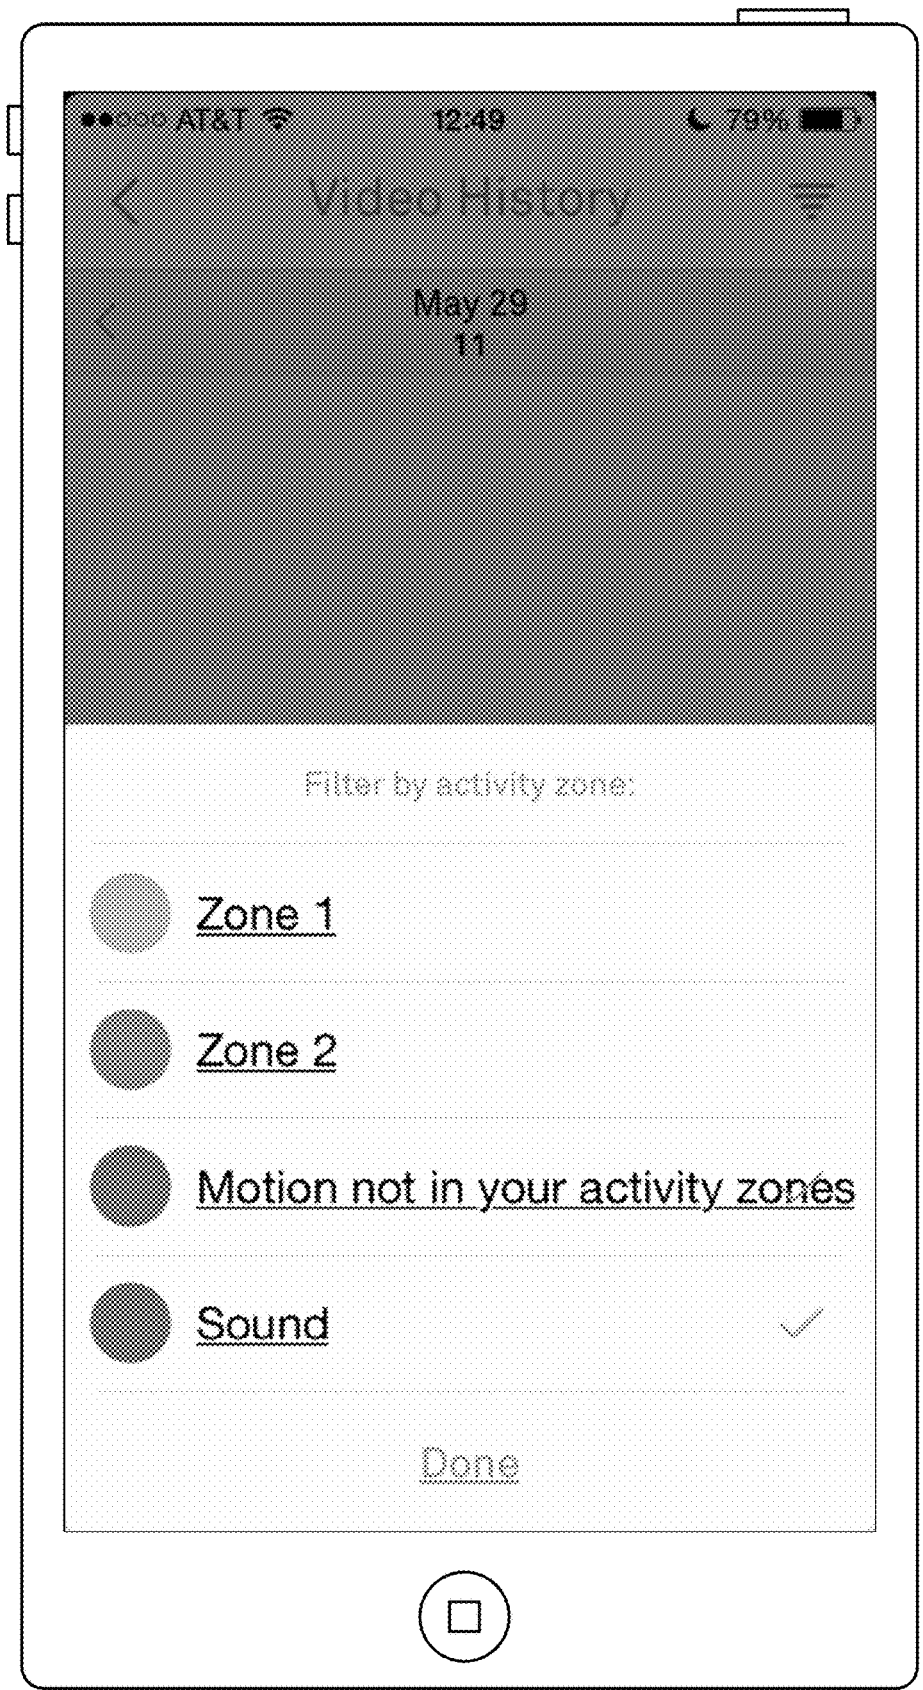 AT&T 12:49 79%
Video History
May 29
11
Filter by activity zone:
Zone 1
Zone 2
Motion not in your activity zones
Sound
Done